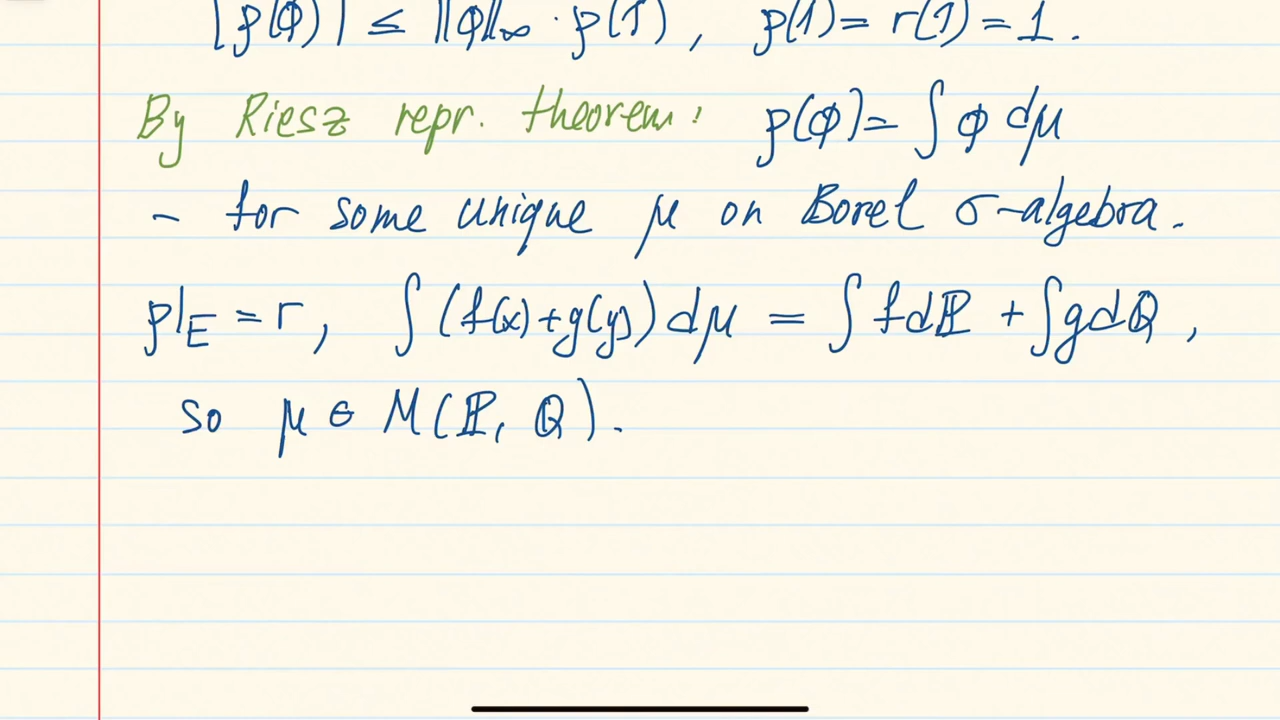 |ρ(φ)| ≤ ||φ||∞ · ρ(1), ρ(1) = r(1) = 1.
By Riesz repr. theorem: ρ(φ) = ∫ φ dμ
- for some unique μ on Borel σ-algebra.
ρ|E = r, ∫ (f(x) + g(y)) dμ = ∫ f dℙ + ∫ g dℚ,
so μ ∈ M(ℙ, ℚ).